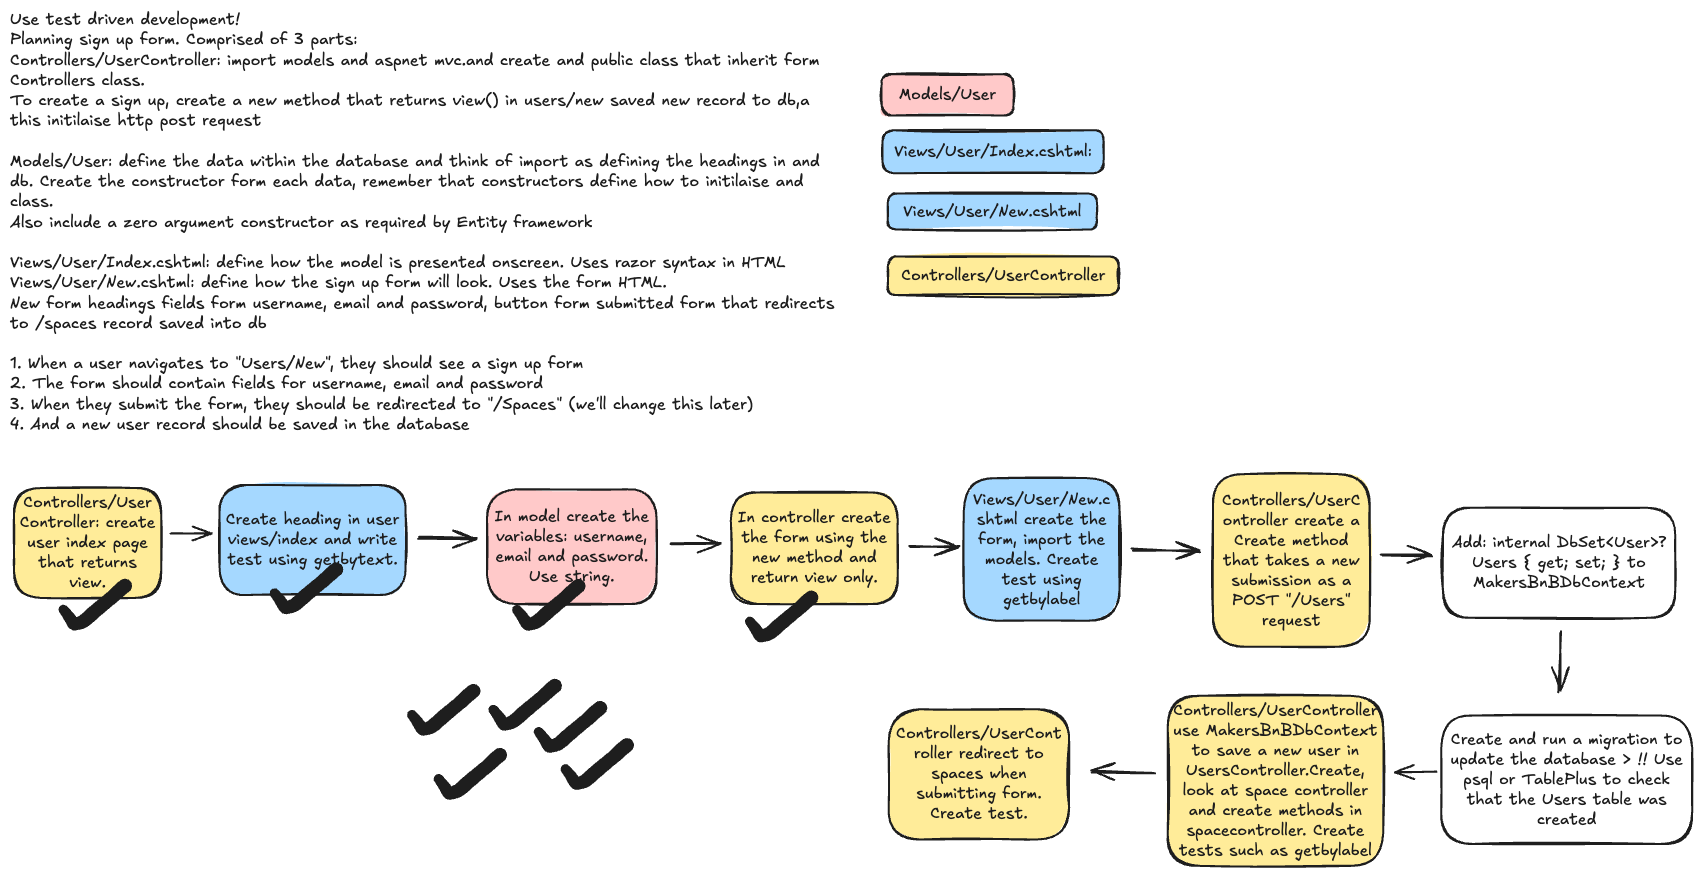 Use test driven development!
Planning sign up form. Comprised of 3 parts:
Controllers/UserController: import models and aspnet mvc.and create and public class that inherit form
Controllers class.
To create a sign up, create a new method that returns view() in users/new saved new record to db,a
this initilaise http post request
Models/User: define the data within the database and think of import as defining the headings in and
db. Create the constructor form each data, remember that constructors define how to initilaise and
class.
Also include a zero argument constructor as required by Entity framework
Views/User/Index.cshtml: define how the model is presented onscreen. Uses razor syntax in HTML
Views/User/New.cshtml: define how the sign up form will look. Uses the form HTML.
New form headings fields form username, email and password, button form submitted form that redirects
to /spaces record saved into db
1. When a user navigates to "Users/New", they should see a sign up form
2. The form should contain fields for username, email and password
3. When they submit the form, they should be redirected to "/Spaces" (we'll change this later)
4. And a new user record should be saved in the database
Models/User
Views/User/Index.cshtml:
Views/User/New.cshtml
Controllers/UserController
Controllers/User
Controller: create
user index page
that returns
view.
Create heading in user
views/index and write
test using getbytext.
In model create the
variables: username,
email and password.
Use string.
In controller create
the form using the
new method and
return view only.
Views/User/New.c
shtml create the
form, import the
models. Create
test using
getbylabel
Controllers/UserC
ontroller create a
Create method
that takes a new
submission as a
POST "/Users"
request
Add: internal DbSet<User>?
Users { get; set; } to
MakersBnBDbContext
Create and run a migration to
update the database > !! Use
psql or TablePlus to check
that the Users table was
created
Controllers/UserController
use MakersBnBDbContext
to save a new user in
UsersController.Create,
look at space controller
and create methods in
spacecontroller. Create
tests such as getbylabel
Controllers/UserCont
roller redirect to
spaces when
submitting form.
Create test.